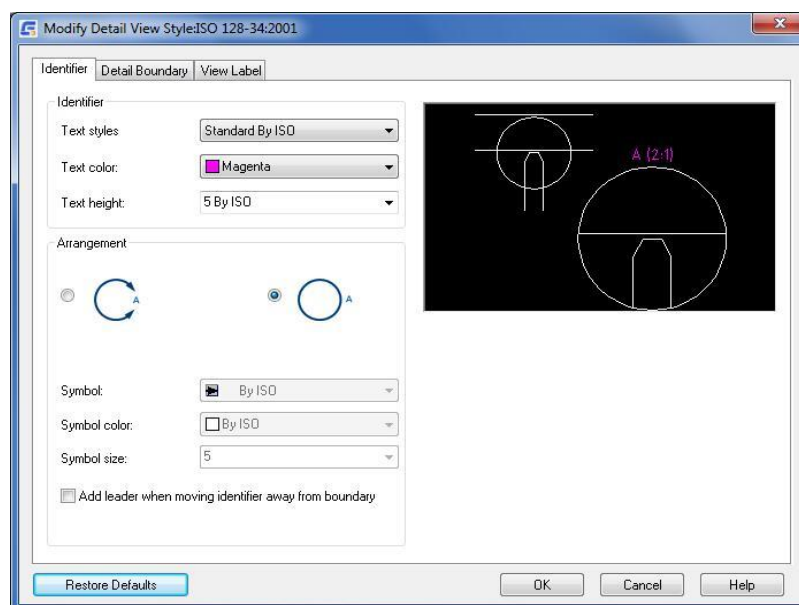 Modify Detail View Style:ISO 128-34:2001
Identifier Detail Boundary View Label
Identifier
Text styles Standard By ISO
Text color: Magenta
Text height: 5 By ISO
A (2:1)
Arrangement
A A
Symbol: By ISO
Symbol color: By ISO
Symbol size: 5
Add leader when moving identifier away from boundary
Restore Defaults OK Cancel Help